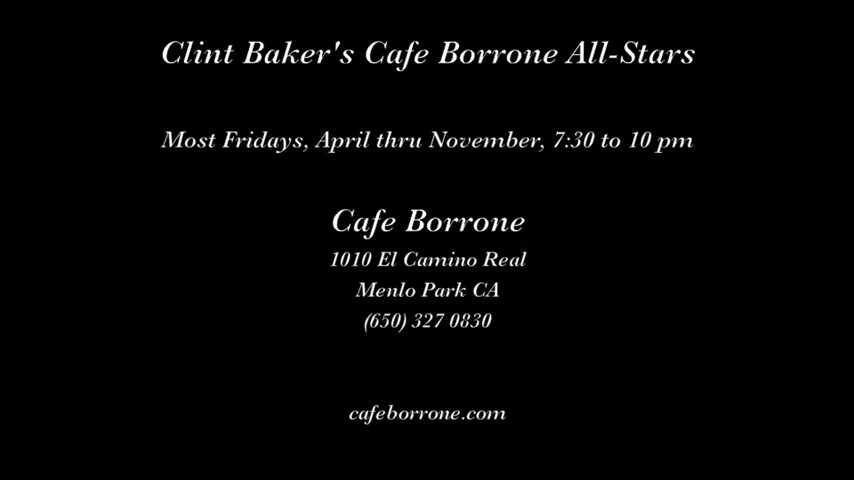 Clint Baker's Cafe Borrone All-Stars
Most Fridays, April thru November, 7:30 to 10 pm
Cafe Borrone
1010 El Camino Real
Menlo Park CA
(650) 327 0830
cafeborrone.com